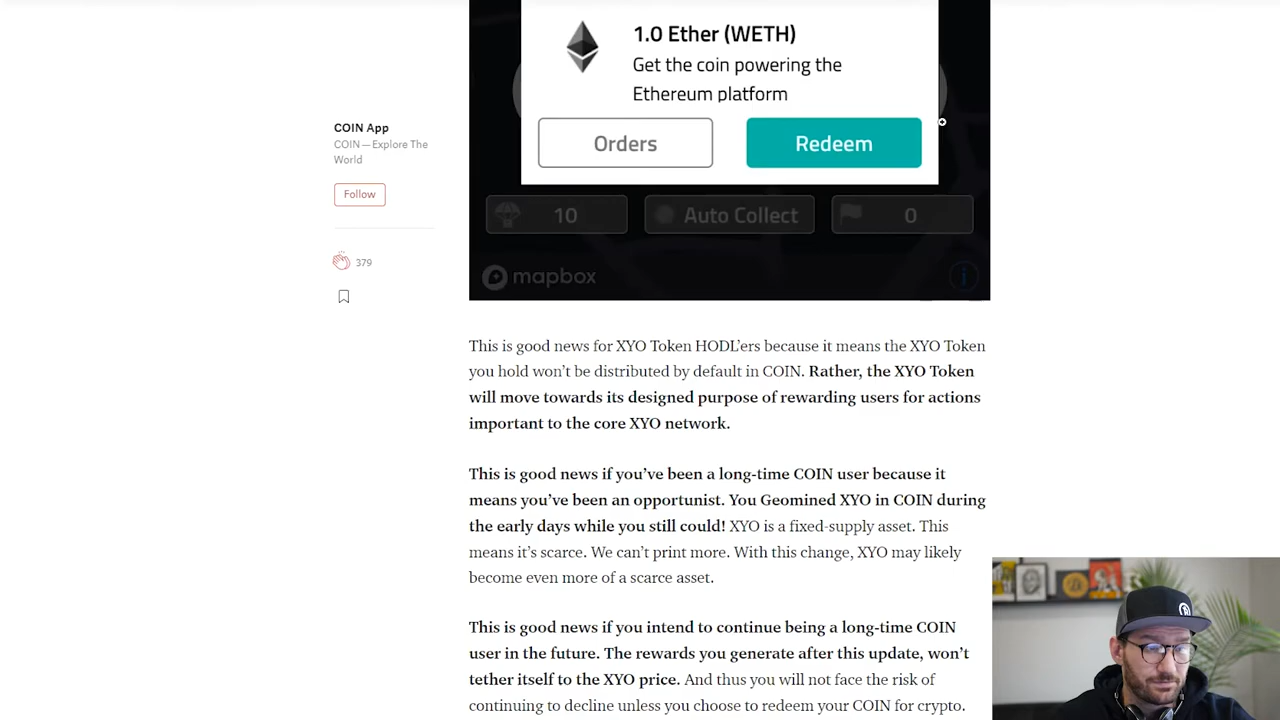 1.0 Ether (WETH)
Get the coin powering the
Ethereum platform
Orders
Redeem
10
Auto Collect
0
mapbox
i
COIN App
COIN — Explore The
World
Follow
379
This is good news for XYO Token HODL’ers because it means the XYO Token
you hold won’t be distributed by default in COIN. Rather, the XYO Token
will move towards its designed purpose of rewarding users for actions
important to the core XYO network.
This is good news if you’ve been a long-time COIN user because it
means you’ve been an opportunist. You Geomined XYO in COIN during
the early days while you still could! XYO is a fixed-supply asset. This
means it’s scarce. We can’t print more. With this change, XYO may likely
become even more of a scarce asset.
This is good news if you intend to continue being a long-time COIN
user in the future. The rewards you generate after this update, won’t
tether itself to the XYO price. And thus you will not face the risk of
continuing to decline unless you choose to redeem your COIN for crypto.